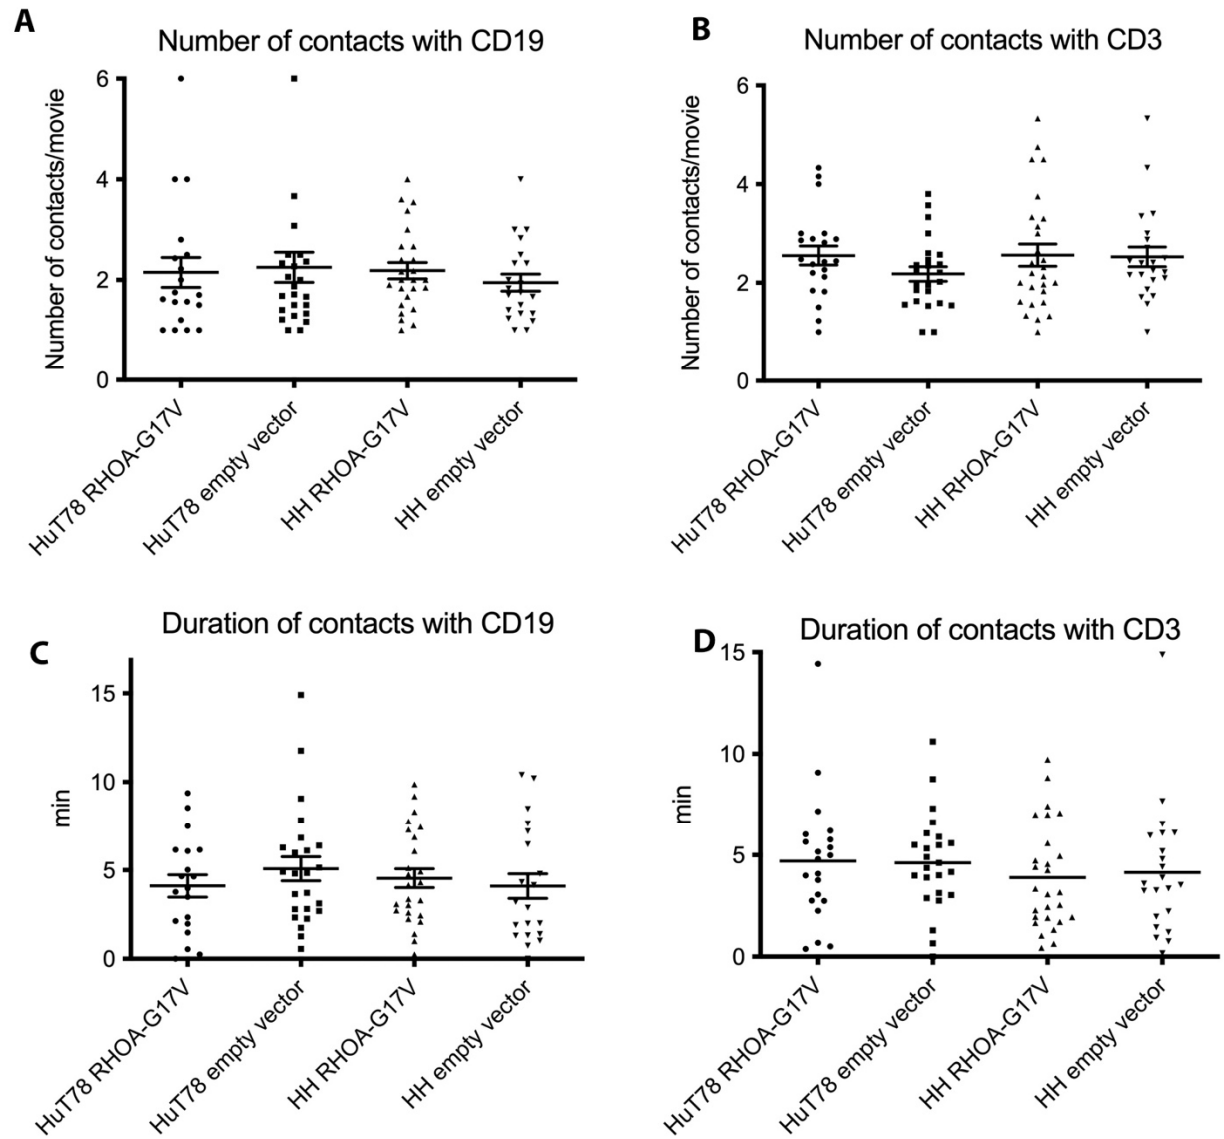 A
Number of contacts with CD19
Number of contacts/movie
6
4
2
0
HuT78 RHOA-G17V
HuT78 empty vector
HH RHOA-G17V
HH empty vector
B
Number of contacts with CD3
Number of contacts/movie
6
4
2
0
HuT78 RHOA-G17V
HuT78 empty vector
HH RHOA-G17V
HH empty vector
C
Duration of contacts with CD19
min
15
10
5
0
HuT78 RHOA-G17V
HuT78 empty vector
HH RHOA-G17V
HH empty vector
D
Duration of contacts with CD3
min
15
10
5
0
HuT78 RHOA-G17V
HuT78 empty vector
HH RHOA-G17V
HH empty vector